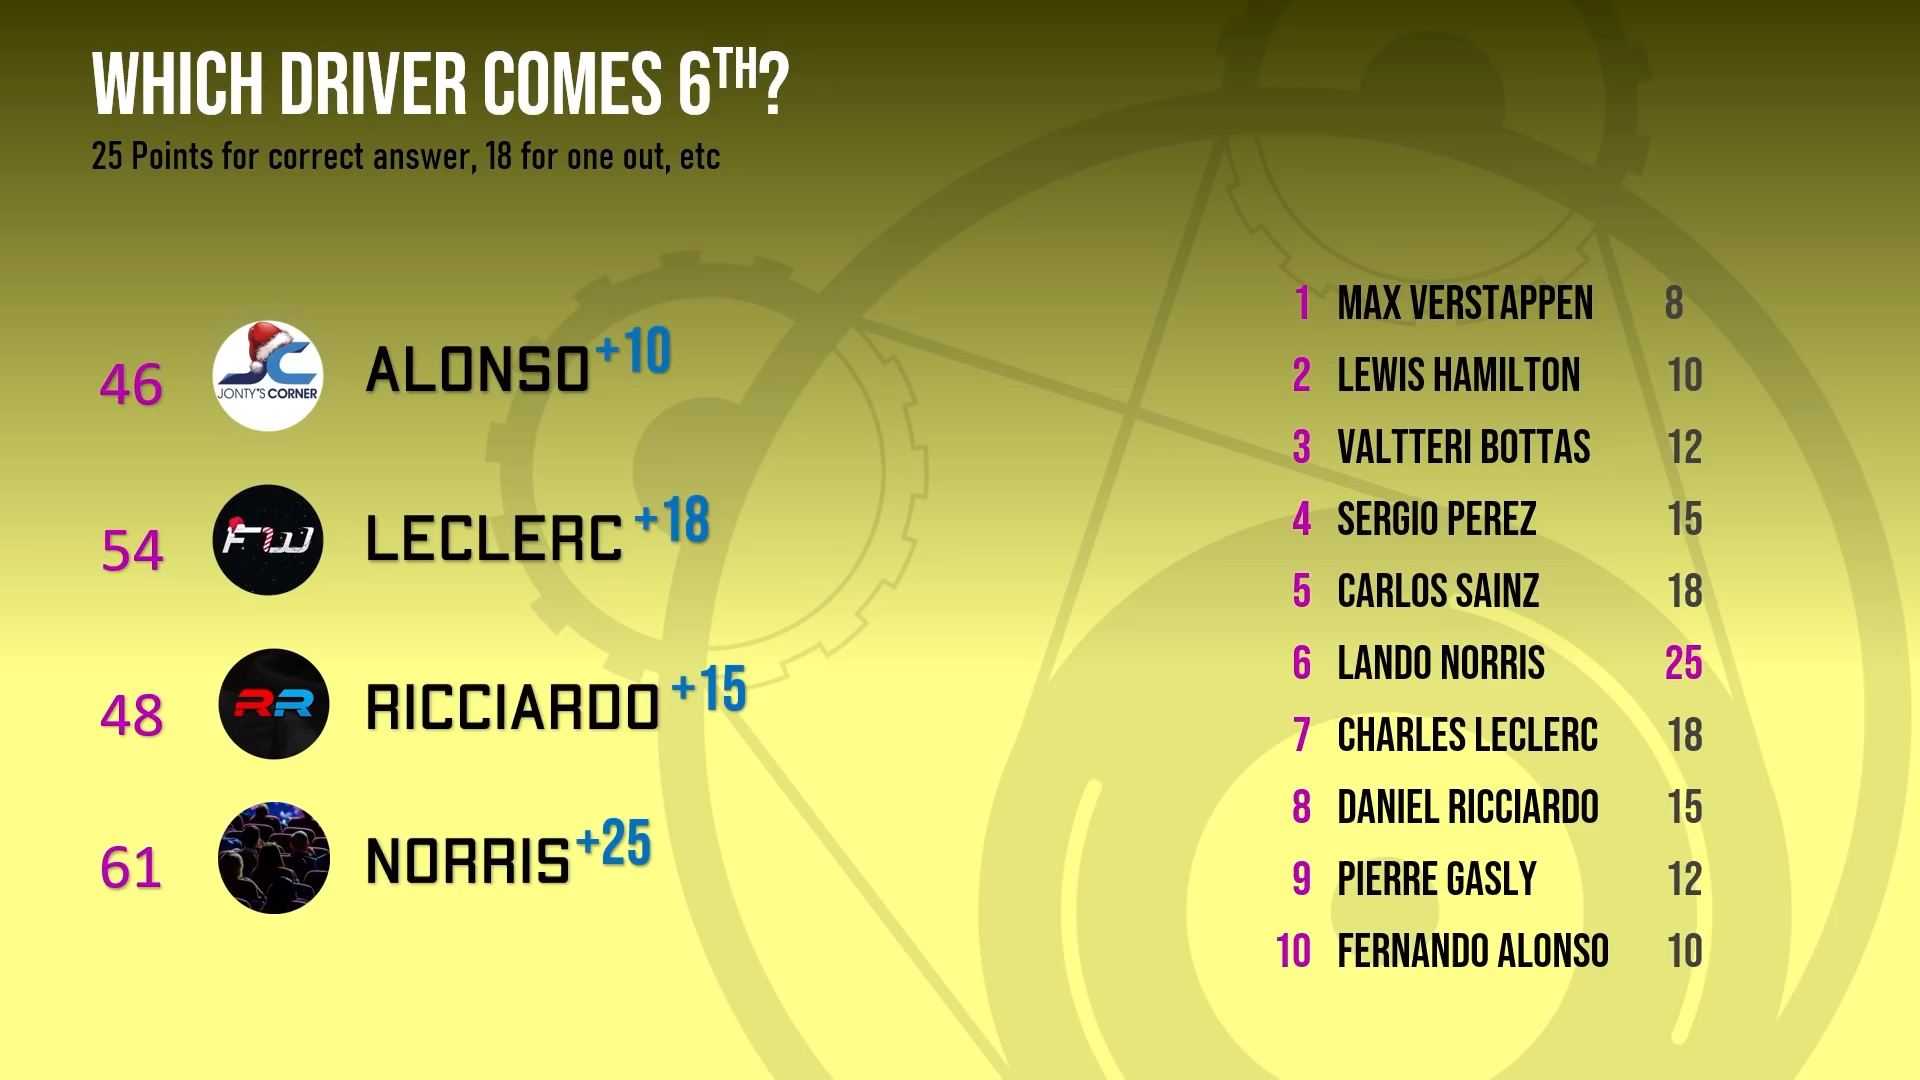 WHICH DRIVER COMES 6TH?
25 Points for correct answer, 18 for one out, etc
46 JONTY'S CORNER ALONSO +10
54 F1W LECLERC +18
48 RR RICCIARDO +15
61 NORRIS +25
1 MAX VERSTAPPEN 8
2 LEWIS HAMILTON 10
3 VALTTERI BOTTAS 12
4 SERGIO PEREZ 15
5 CARLOS SAINZ 18
6 LANDO NORRIS 25
7 CHARLES LECLERC 18
8 DANIEL RICCIARDO 15
9 PIERRE GASLY 12
10 FERNANDO ALONSO 10